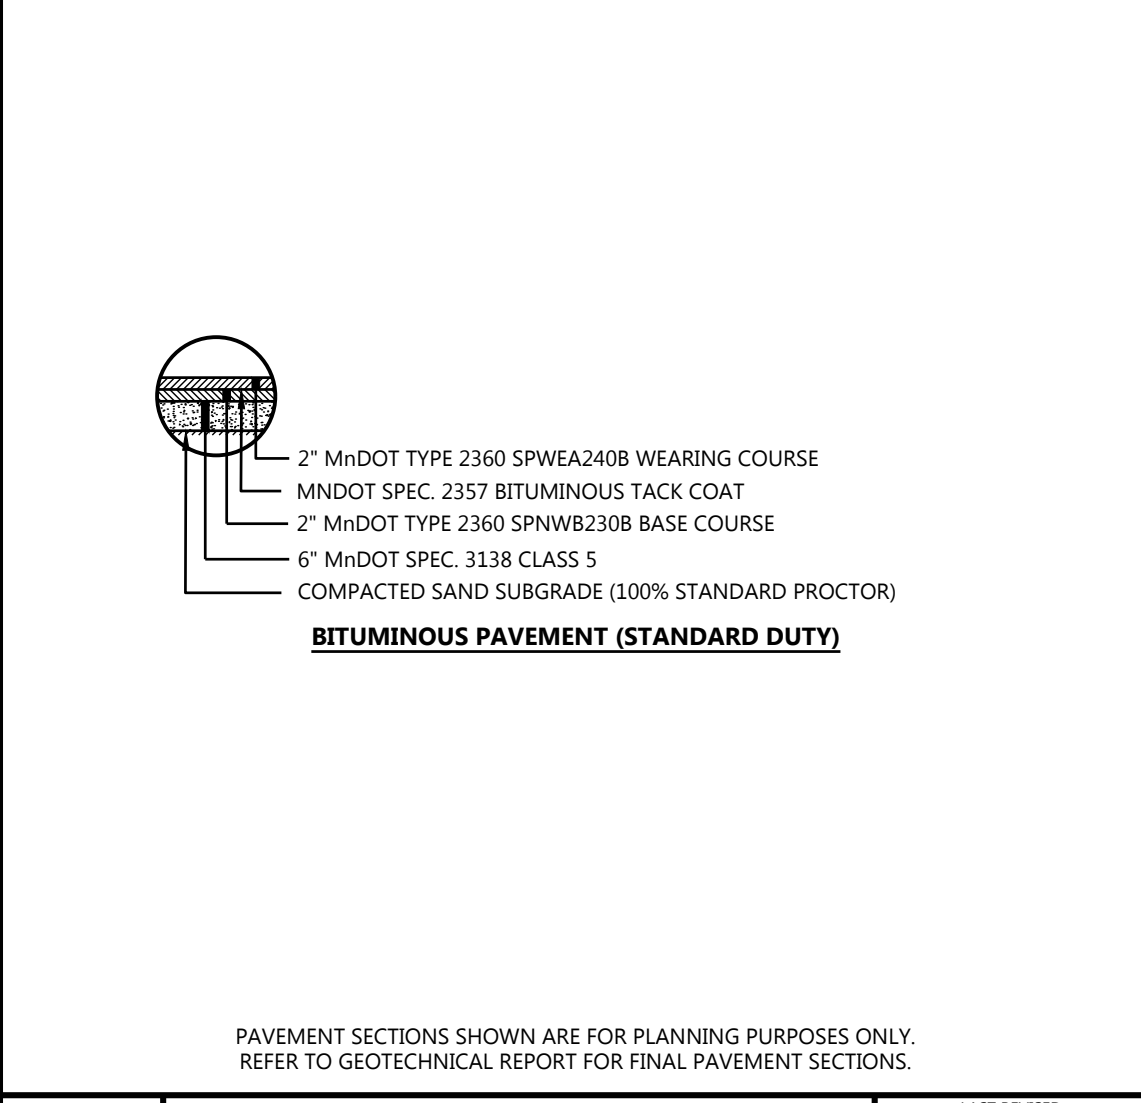 2" MnDOT TYPE 2360 SPWEA240B WEARING COURSE
MNDOT SPEC. 2357 BITUMINOUS TACK COAT
2" MnDOT TYPE 2360 SPNWB230B BASE COURSE
6" MnDOT SPEC. 3138 CLASS 5
COMPACTED SAND SUBGRADE (100% STANDARD PROCTOR)
BITUMINOUS PAVEMENT (STANDARD DUTY)
PAVEMENT SECTIONS SHOWN ARE FOR PLANNING PURPOSES ONLY.
REFER TO GEOTECHNICAL REPORT FOR FINAL PAVEMENT SECTIONS.